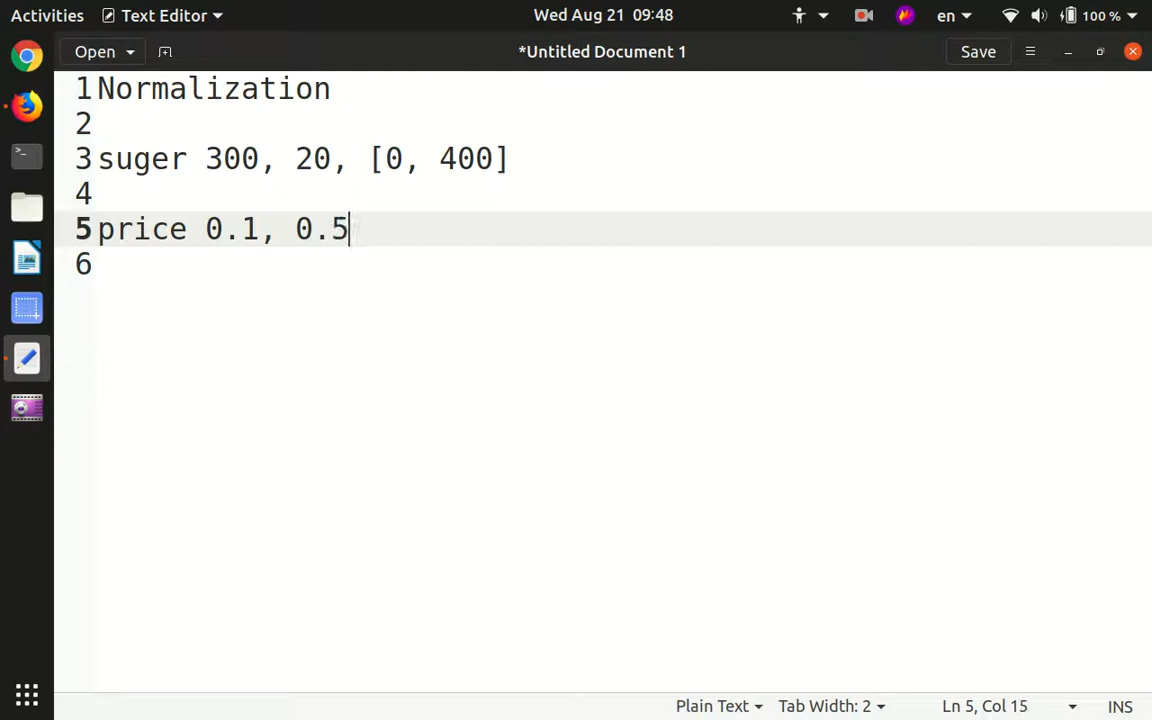 Activities Text Editor Wed Aug 21 09:48 en 100 %
Open *Untitled Document 1 Save
1 Normalization
2
3 suger 300, 20, [0, 400]
4
5 price 0.1, 0.5
6
Plain Text Tab Width: 2 Ln 5, Col 15 INS